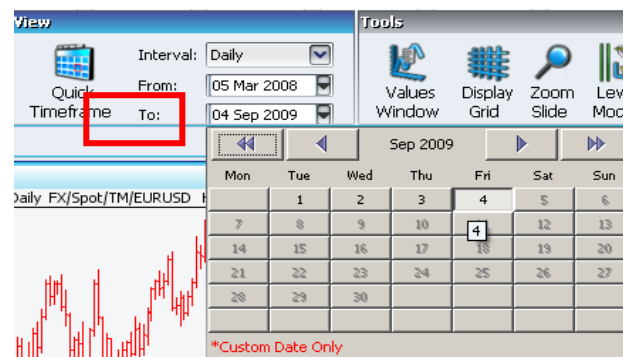 View
Tools
Interval: Daily
From: 05 Mar 2008
To: 04 Sep 2009
Quick
Timeframe
Values
Window
Display
Grid
Zoom
Slide
Sep 2009
Mon Tue Wed Thu Fri Sat Sun
1 2 3 4 5 6
7 8 9 10 12 13
14 15 16 17 18 19 20
21 22 23 24 25 26 27
28 29 30
4
Daily FX/Spot/TM/EURUSD
*Custom Date Only